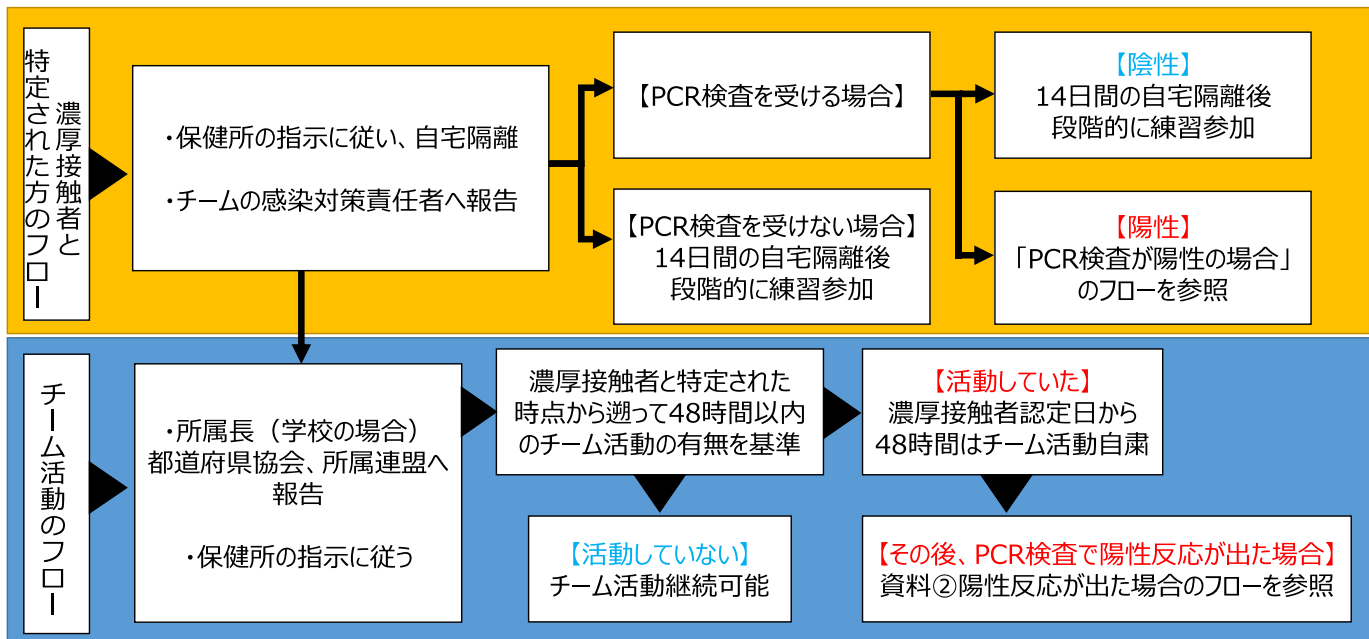 濃厚接触者と
特定された方のフロー
・保健所の指示に従い、自宅隔離
・チームの感染対策責任者へ報告
【PCR検査を受ける場合】
【陰性】
14日間の自宅隔離後
段階的に練習参加
【PCR検査を受けない場合】
14日間の自宅隔離後
段階的に練習参加
【陽性】
「PCR検査が陽性の場合」
のフローを参照
チーム活動のフロー
・所属長（学校の場合）
都道府県協会、所属連盟へ
報告
・保健所の指示に従う
濃厚接触者と特定された
時点から遡って48時間以内
のチーム活動の有無を基準
【活動していた】
濃厚接触者認定日から
48時間はチーム活動自粛
【活動していない】
チーム活動継続可能
【その後、PCR検査で陽性反応が出た場合】
資料②陽性反応が出た場合のフローを参照